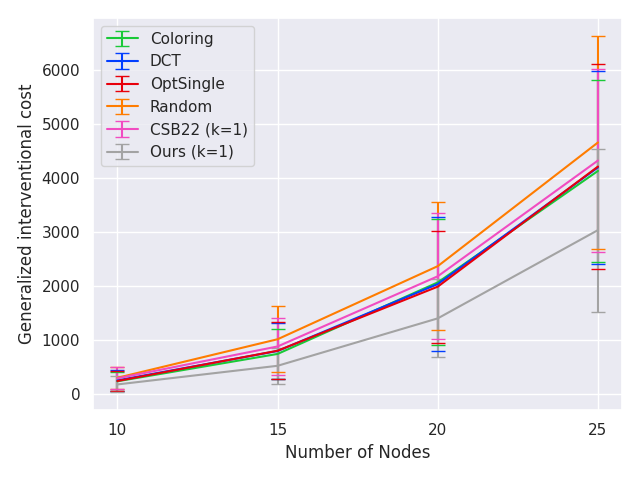 Coloring
DCT
OptSingle
Random
CSB22 (k=1)
Ours (k=1)
Generalized interventional cost
6000
5000
4000
3000
2000
1000
0
10
15
20
25
Number of Nodes